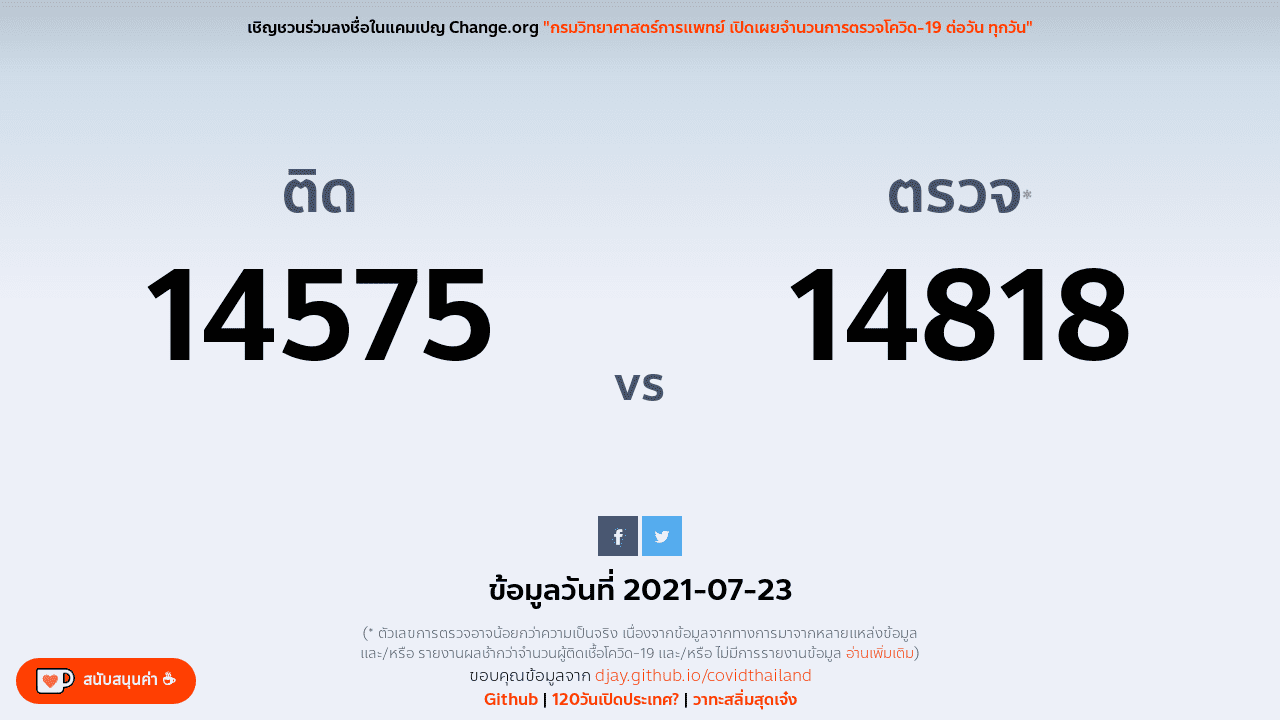 เชิญชวนร่วมลงชื่อในแคมเปญ Change.org "กรมวิทยาศาสตร์การแพทย์ เปิดเผยจำนวนการตรวจโควิด-19 ต่อวัน ทุกวัน"
ติด
14575
vs
ตรวจ*
14818
ข้อมูลวันที่ 2021-07-23
(* ตัวเลขการตรวจอาจน้อยกว่าความเป็นจริง เนื่องจากข้อมูลจากทางการมาจากหลายแหล่งข้อมูล
และ/หรือ รายงานผลช้ากว่าจำนวนผู้ติดเชื้อโควิด-19 และ/หรือ ไม่มีการรายงานข้อมูล อ่านเพิ่มเติม)
ขอบคุณข้อมูลจาก djay.github.io/covidthailand
Github | 120วันเปิดประเทศ? | วาทะสลิ่มสุดเจ๋ง
สนับสนุนค่า ☕